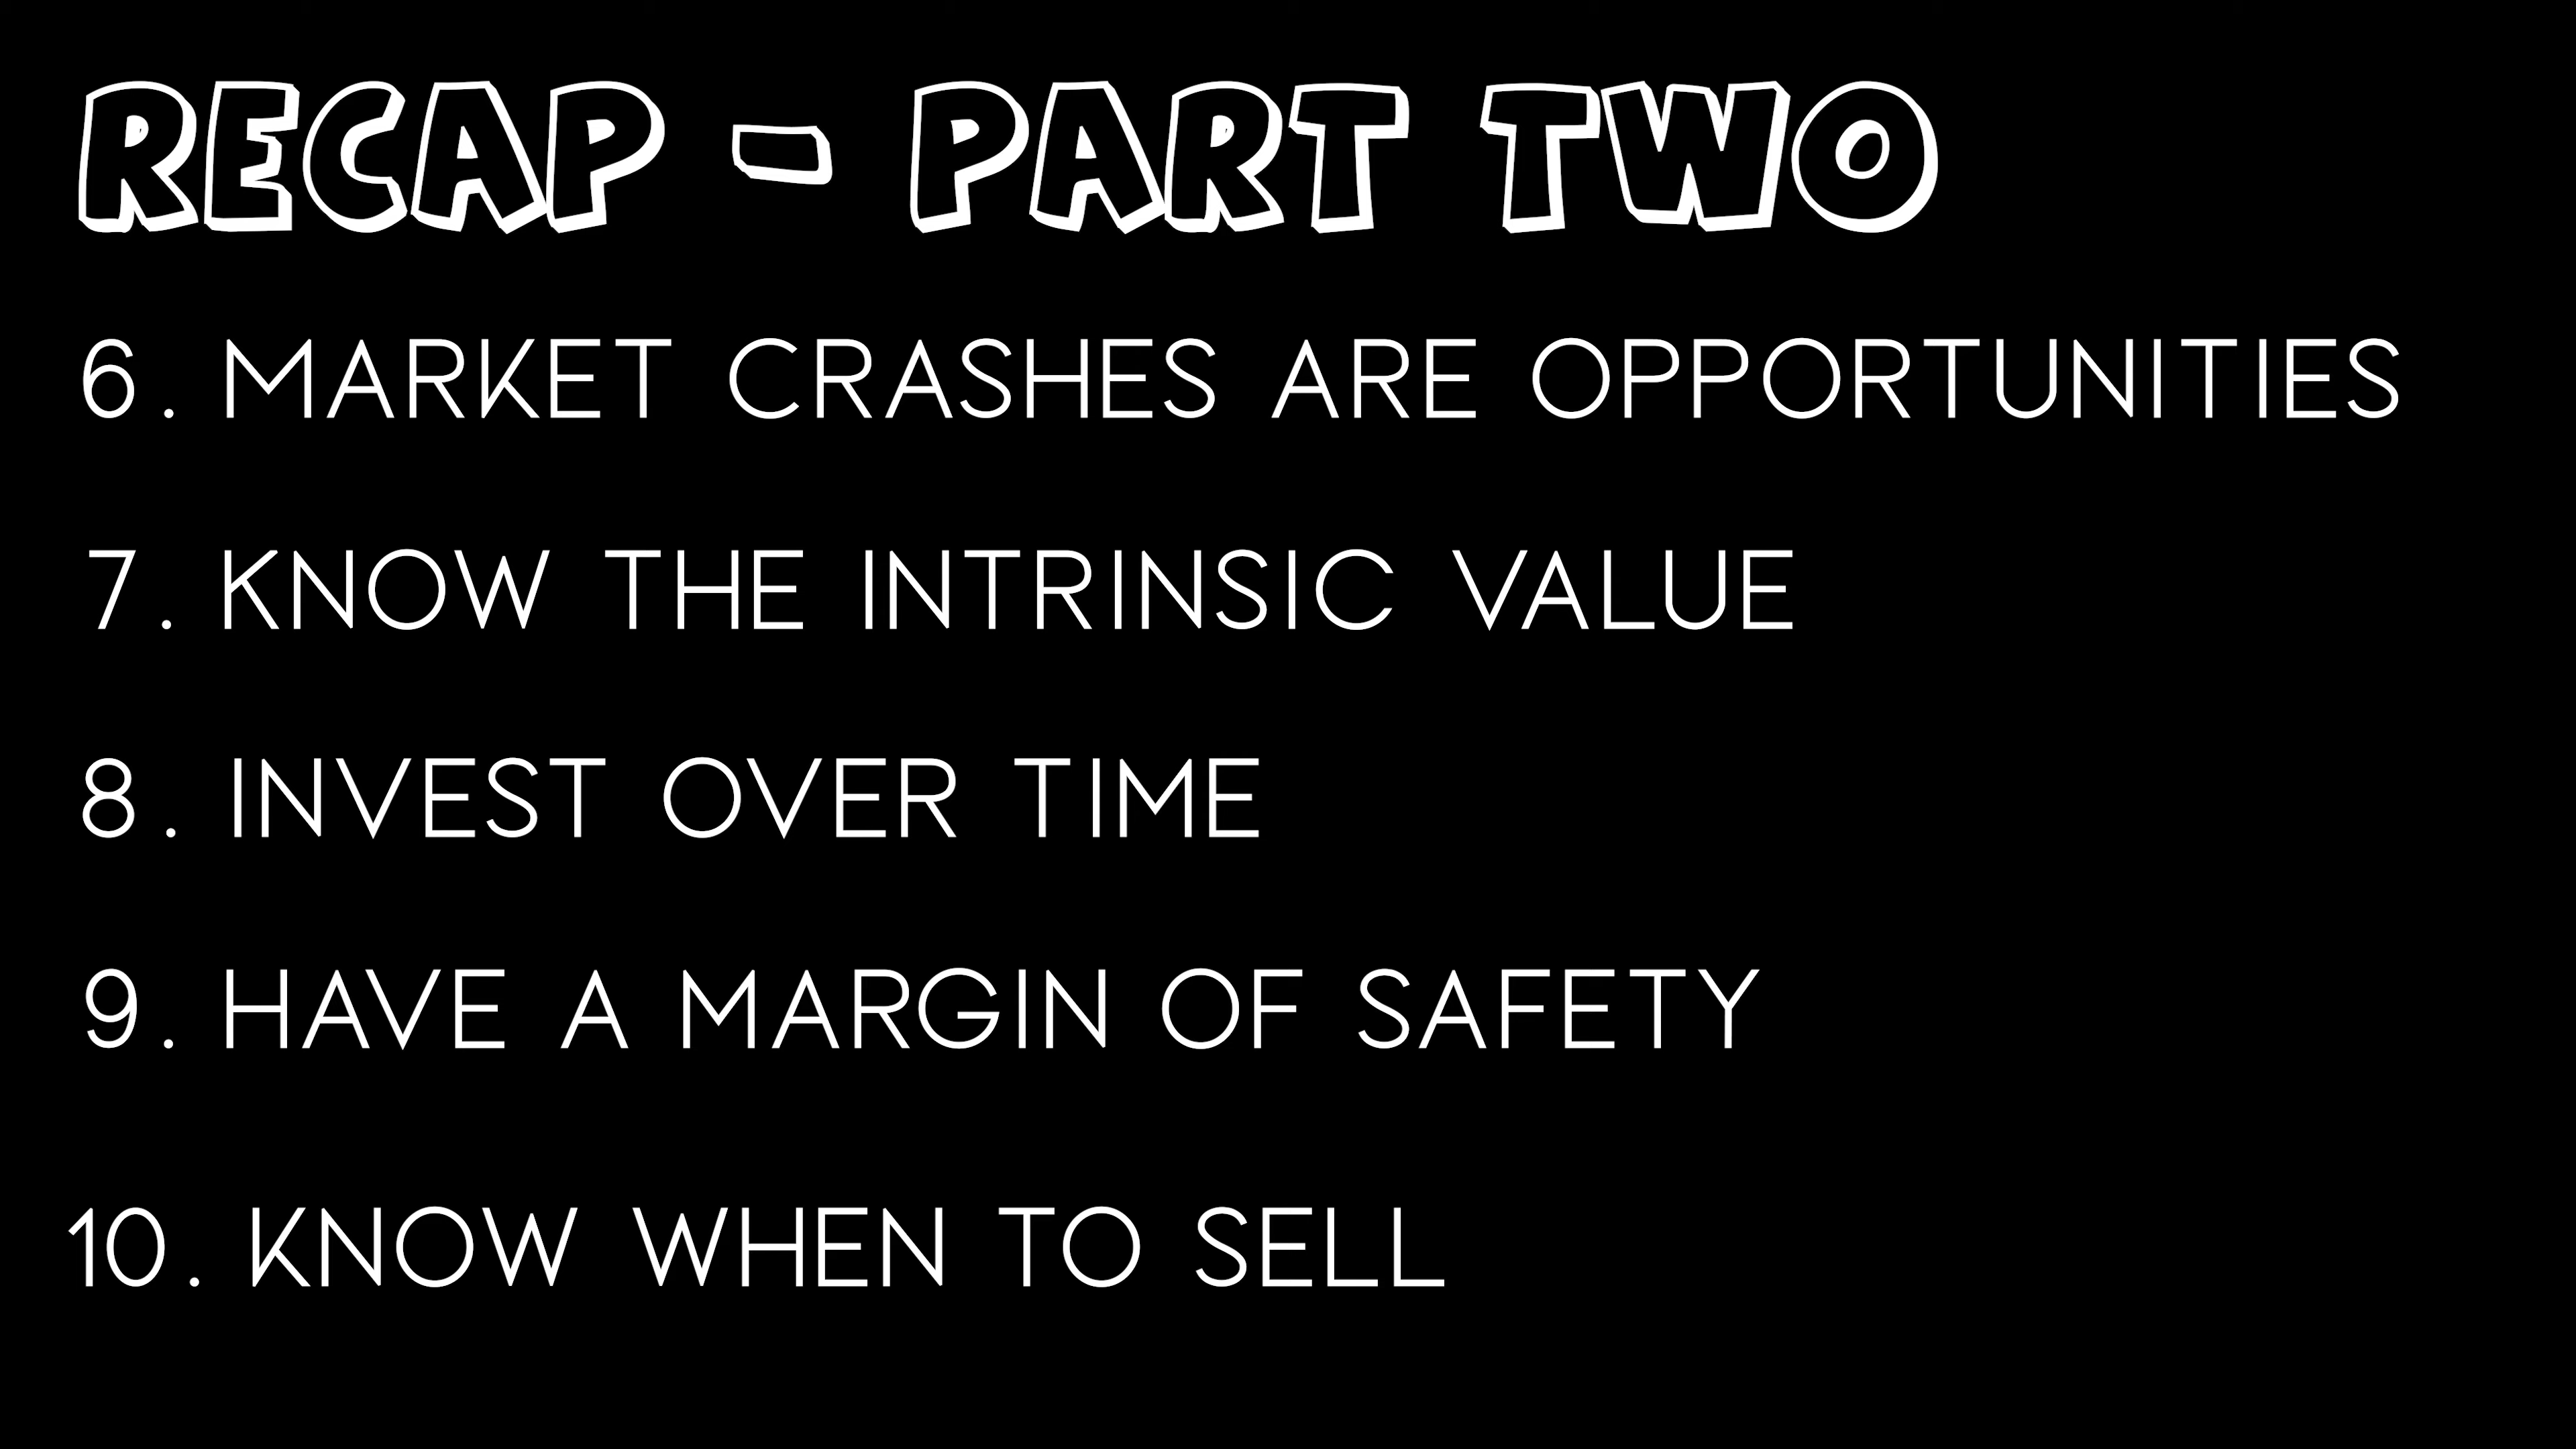 RECAP - PART TWO
6. MARKET CRASHES ARE OPPORTUNITIES
7. KNOW THE INTRINSIC VALUE
8. INVEST OVER TIME
9. HAVE A MARGIN OF SAFETY
10. KNOW WHEN TO SELL